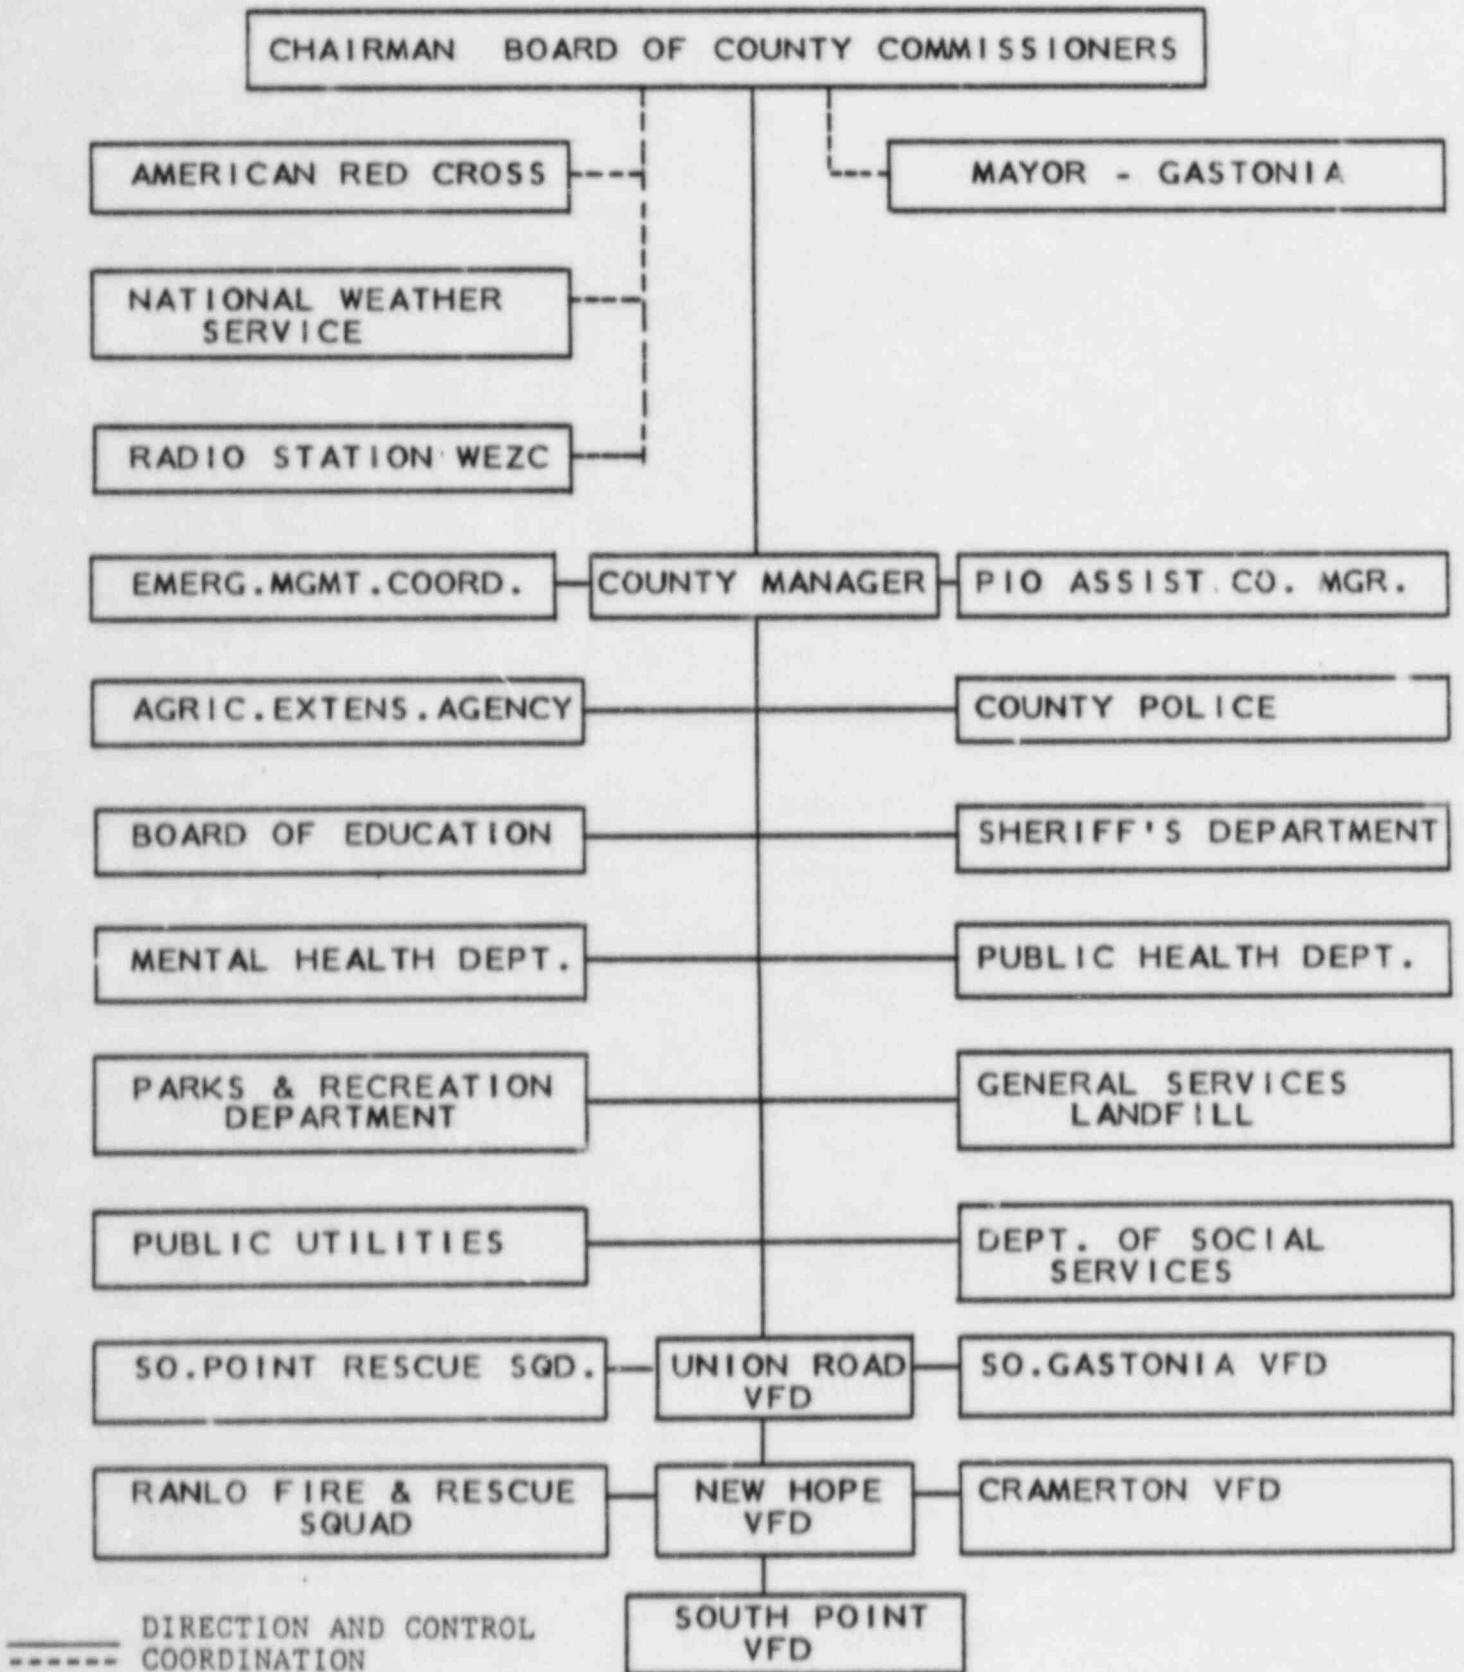 CHAIRMAN BOARD OF COUNTY COMMISSIONERS
AMERICAN RED CROSS
MAYOR - GASTONIA
NATIONAL WEATHER
SERVICE
RADIO STATION WEZC
EMERG.MGMT.COORD.
COUNTY MANAGER
PIO ASSIST.CO. MGR.
AGRIC.EXTENS.AGENCY
COUNTY POLICE
BOARD OF EDUCATION
SHERIFF'S DEPARTMENT
MENTAL HEALTH DEPT.
PUBLIC HEALTH DEPT.
PARKS & RECREATION
DEPARTMENT
GENERAL SERVICES
LANDFILL
PUBLIC UTILITIES
DEPT. OF SOCIAL
SERVICES
SO.POINT RESCUE SQD.
UNION ROAD
VFD
SO.GASTONIA VFD
RANLO FIRE & RESCUE
SQUAD
NEW HOPE
VFD
CRAMERTON VFD
SOUTH POINT
VFD
DIRECTION AND CONTROL
COORDINATION